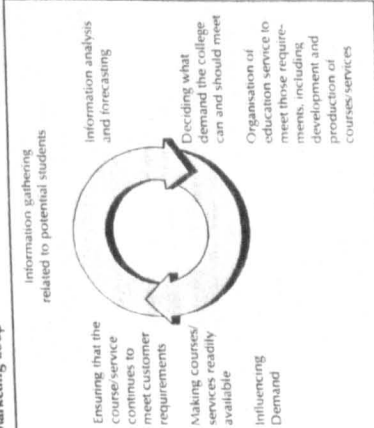 Information gathering
related to potential students
Information analysis
and forecasting
Deciding what
demand the college
can and should meet
Organisation of
education service to
meet those require-
ments, including
development and
production of
courses/services
Influencing
Demand
Making courses/
services readily
available
Ensuring that the
course/service
continues to
meet customer
requirements